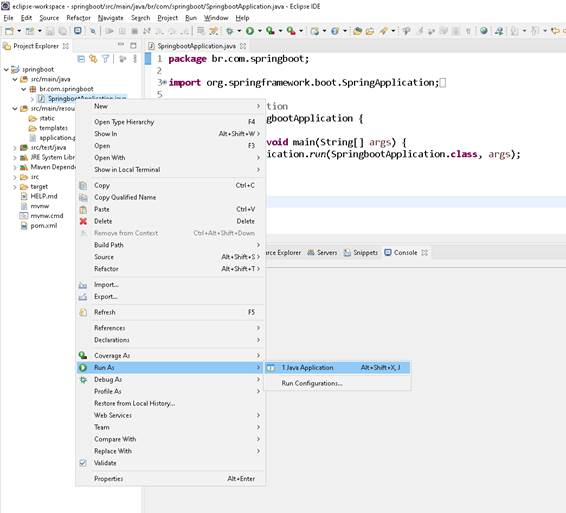 eclipse-workspace - springboot/src/main/java/br/com/springboot/SpringbootApplication.java - Eclipse IDE
File Edit Source Refactor Navigate Search Project Run Window Help
Project Explorer
springboot
src/main/java
br.com.springboot
SpringbootApplication.java
src/main/resou
static
templates
application.p
src/test/java
JRE System Libr
Maven Depende
src
target
HELP.md
mvnw
mvnw.cmd
pom.xml
SpringbootApplication.java
1 package br.com.springboot;
2
3 import org.springframework.boot.SpringApplication;
tion
gbootApplication {
void main(String[] args) {
ication.run(SpringbootApplication.class, args);
New
Open Type Hierarchy F4
Show In Alt+Shift+W
Open F3
Open With
Show in Local Terminal
Copy Ctrl+C
Copy Qualified Name
Paste Ctrl+V
Delete Delete
Remove from Context Ctrl+Alt+Shift+Down
Build Path
Source Alt+Shift+S
Refactor Alt+Shift+T
Import...
Export...
Refresh F5
References
Declarations
Coverage As
Run As
Debug As
Profile As
Restore from Local History...
Web Services
Team
Compare With
Replace With
Validate
Properties Alt+Enter
rce Explorer Servers Snippets Console
1 Java Application Alt+Shift+X, J
Run Configurations...